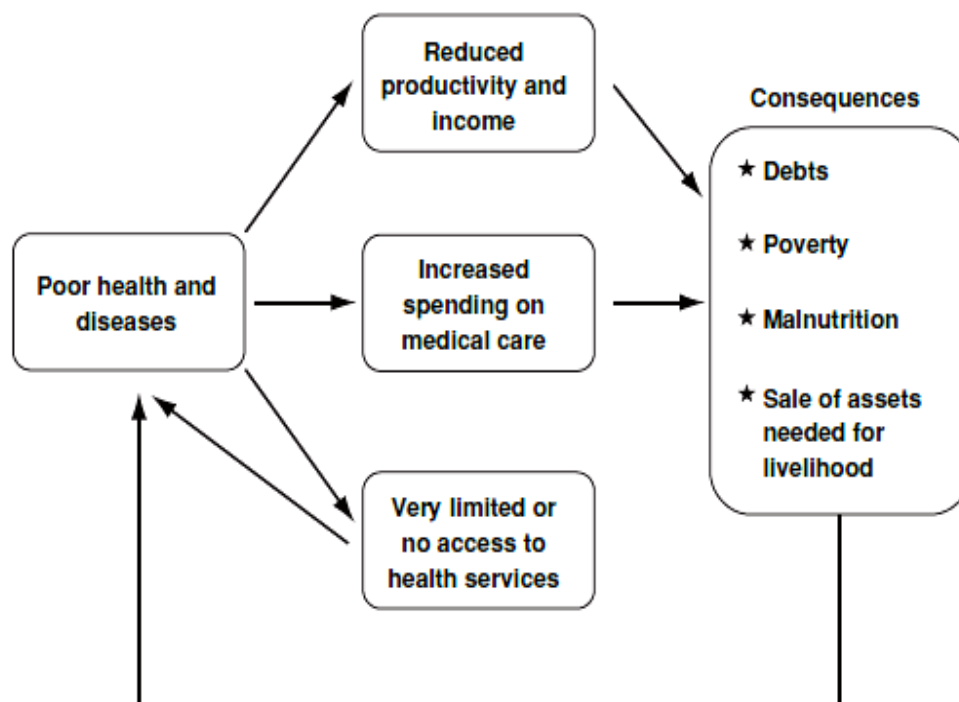 Reduced
productivity and
income
Consequences
★ Debts
★ Poverty
★ Malnutrition
★ Sale of assets
needed for
livelihood
Poor health and
diseases
Increased
spending on
medical care
Very limited or
no access to
health services